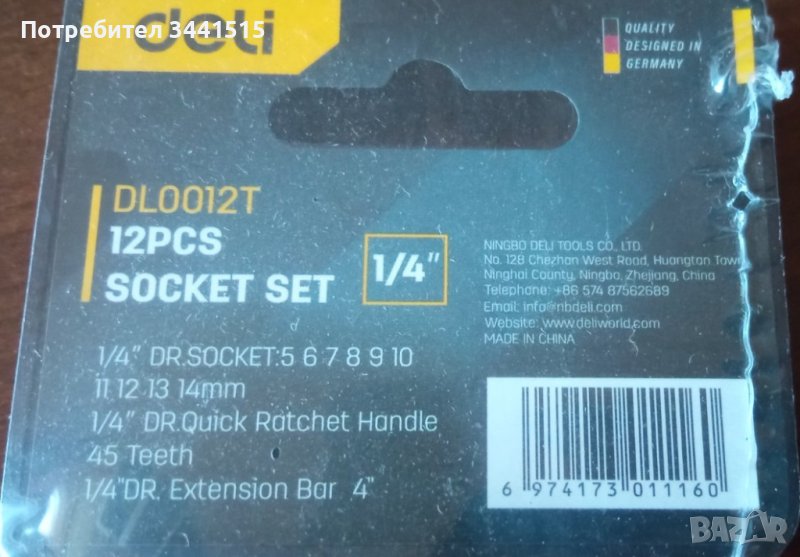 Потребител 3441515
deli
QUALITY
DESIGNED IN
GERMANY
DL0012T
12PCS
SOCKET SET
1/4"
NINGBO DELI TOOLS CO., LTD.
No. 128 Chezhan West Road, Huangtan Town
Ninghai County, Ningbo, Zhejiang, China
Telephone: +86 574 87562689
Email: info@nbdeli.com
Website: www.deliworld.com
MADE IN CHINA
1/4" DR.SOCKET:5 6 7 8 9 10
11 12 13 14mm
1/4" DR.Quick Ratchet Handle
45 Teeth
1/4"DR. Extension Bar 4"
6 974173 011160
BAZAR